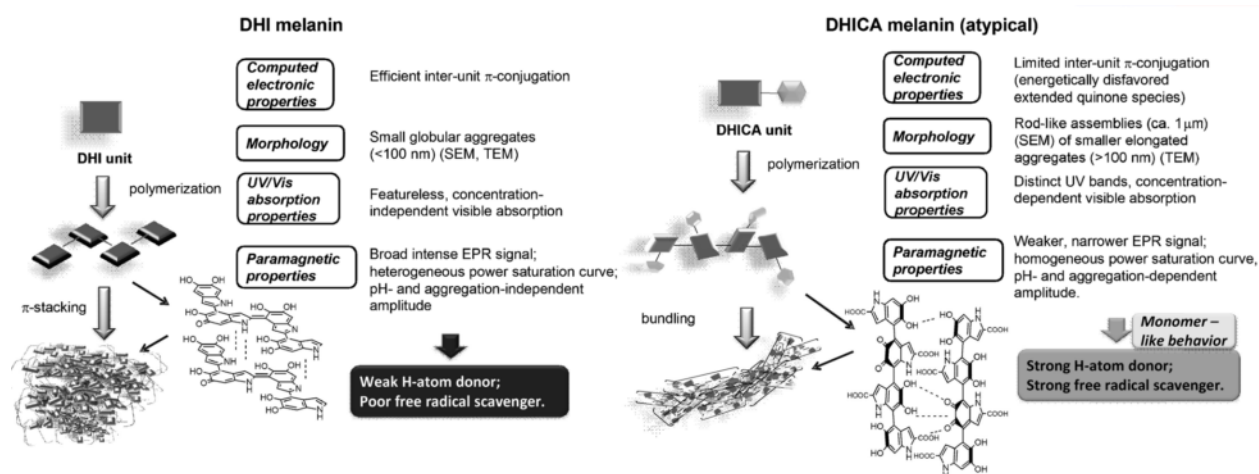 DHI melanin
Computed
electronic
properties
Efficient inter-unit π-conjugation
DHI unit
Morphology
Small globular aggregates
(<100 nm) (SEM, TEM)
polymerization
UV/Vis
absorption
properties
Featureless, concentration-
independent visible absorption
Paramagnetic
properties
Broad intense EPR signal;
heterogeneous power saturation curve;
pH- and aggregation-independent
amplitude
π-stacking
Weak H-atom donor;
Poor free radical scavenger.
DHICA melanin (atypical)
Computed
electronic
properties
Limited inter-unit π-conjugation
(energetically disfavored
extended quinone species)
DHICA unit
Morphology
Rod-like assemblies (ca. 1μm)
(SEM) of smaller elongated
aggregates (>100 nm) (TEM)
polymerization
UV/Vis
absorption
properties
Distinct UV bands, concentration-
dependent visible absorption
Paramagnetic
properties
Weaker, narrower EPR signal;
homogeneous power saturation curve,
pH- and aggregation-dependent
amplitude.
bundling
Monomer –
like behavior
Strong H-atom donor;
Strong free radical scavenger.